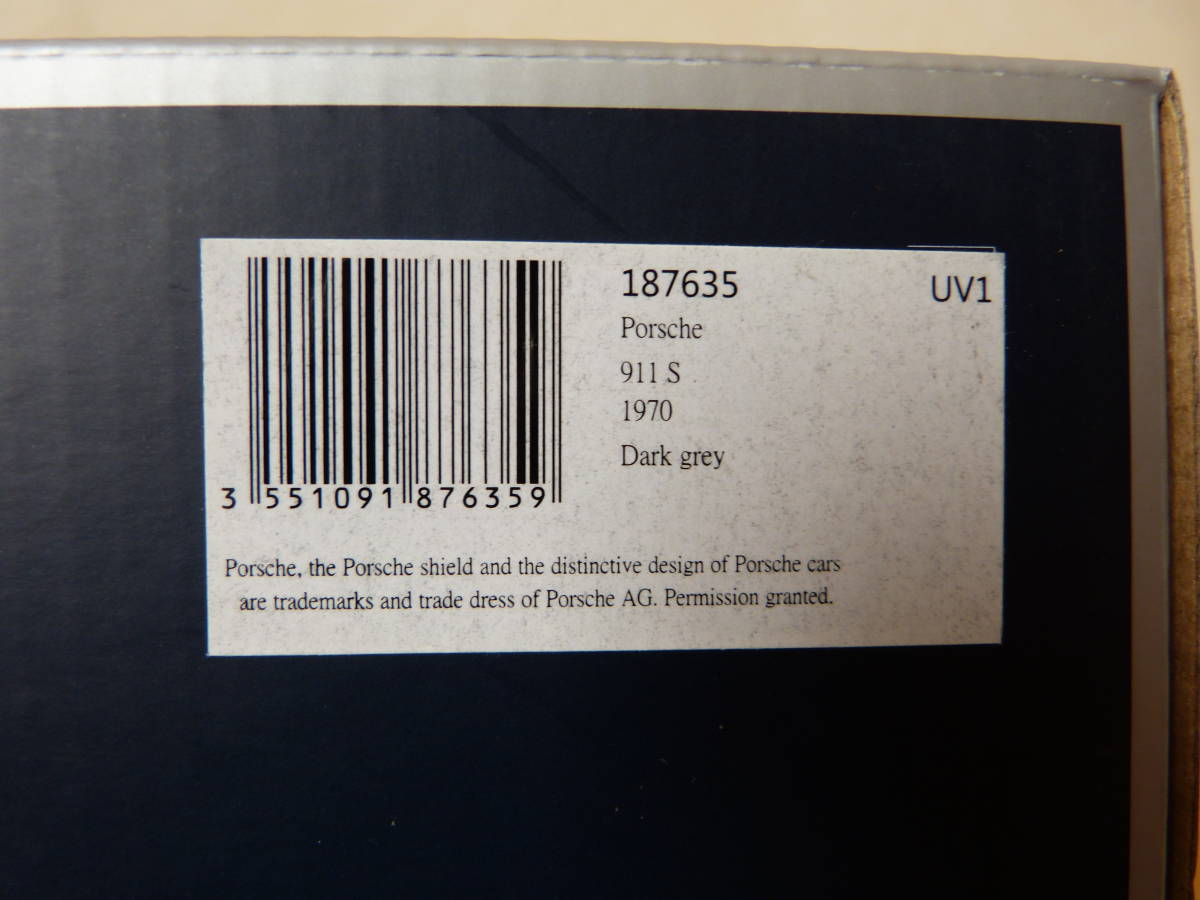 187635
UV1
Porsche
911 S
1970
Dark grey
3 551091 876359
Porsche, the Porsche shield and the distinctive design of Porsche cars
are trademarks and trade dress of Porsche AG. Permission granted.